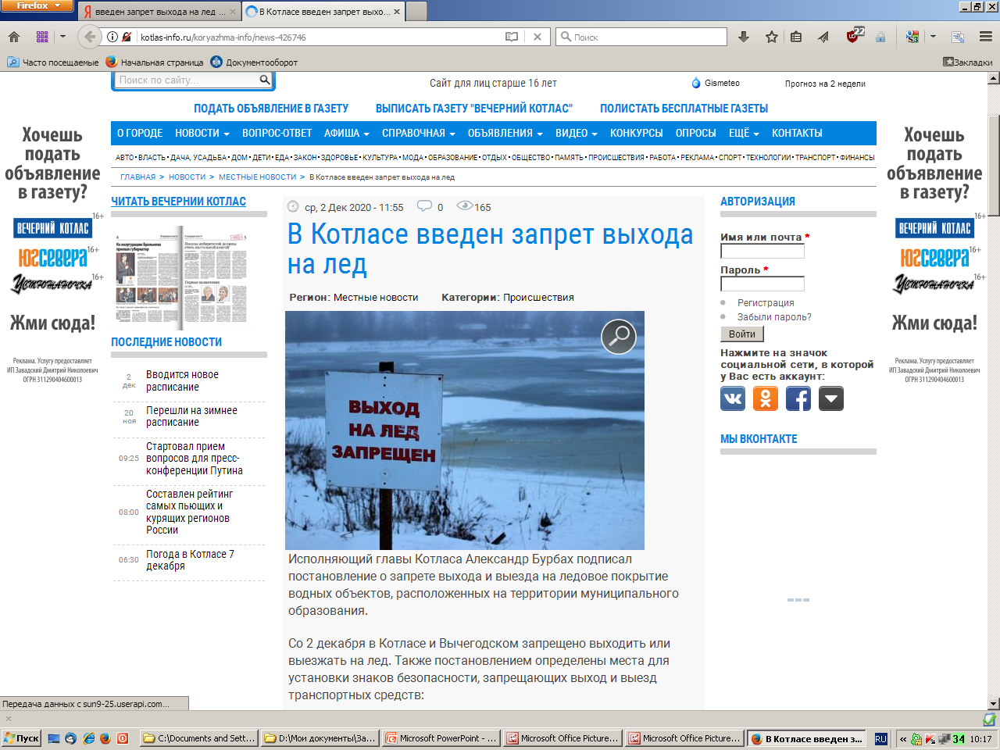 Firefox
введен запрет выхода на лед ...
В Котласе введен запрет выхо...
kotlas-info.ru/koryazhma-info/news-426746
Поиск
22
S3
Часто посещаемые
Начальная страница
Документооборот
Закладки
Поиск по сайту...
Сайт для лиц старше 16 лет
Gismeteo
Прогноз на 2 недели
ПОДАТЬ ОБЪЯВЛЕНИЕ В ГАЗЕТУ
ВЫПИСАТЬ ГАЗЕТУ "ВЕЧЕРНИЙ КОТЛАС"
ПОЛИСТАТЬ БЕСПЛАТНЫЕ ГАЗЕТЫ
О ГОРОДЕ НОВОСТИ ВОПРОС-ОТВЕТ АФИША СПРАВОЧНАЯ ОБЪЯВЛЕНИЯ ВИДЕО КОНКУРСЫ ОПРОСЫ ЕЩЁ КОНТАКТЫ
АВТО • ВЛАСТЬ • ДАЧА, УСАДЬБА • ДОМ • ДЕТИ • ЕДА • ЗАКОН • ЗДОРОВЬЕ • КУЛЬТУРА • МОДА • ОБРАЗОВАНИЕ • ОТДЫХ • ОБЩЕСТВО • ПАМЯТЬ • ПРОИСШЕСТВИЯ • РАБОТА • РЕКЛАМА • СПОРТ • ТЕХНОЛОГИИ • ТРАНСПОРТ • ФИНАНСЫ
ГЛАВНАЯ > НОВОСТИ > МЕСТНЫЕ НОВОСТИ > В Котласе введен запрет выхода на лед
Хочешь
подать
объявление
в газету?
16+
ВЕЧЕРНИЙ КОТЛАС
16+
ЮГСЕВЕРА
16+
Устюжаночка
Жми сюда!
Реклама. Услугу предоставляет
ИП Завадский Дмитрий Николоевич
ОГРН 311290404600013
ЧИТАТЬ ВЕЧЕРНИЙ КОТЛАС
ПОСЛЕДНИЕ НОВОСТИ
2 дек
Вводится новое
расписание
20 ноя
Перешли на зимнее
расписание
09:25
Стартовал прием
вопросов для пресс-
конференции Путина
08:00
Составлен рейтинг
самых пьющих и
курящих регионов
России
06:30
Погода в Котласе 7
декабря
ср, 2 Дек 2020 - 11:55 0 165
В Котласе введен запрет выхода
на лед
Регион: Местные новости Категории: Происшествия
ВЫХОД
НА ЛЕД
ЗАПРЕЩЕН
Исполняющий главы Котласа Александр Бурбах подписал
постановление о запрете выхода и выезда на ледовое покрытие
водных объектов, расположенных на территории муниципального
образования.
Со 2 декабря в Котласе и Вычегодском запрещено выходить или
выезжать на лед. Также постановлением определены места для
установки знаков безопасности, запрещающих выход и выезд
транспортных средств:
АВТОРИЗАЦИЯ
Имя или почта *
Пароль *
Регистрация
Забыли пароль?
Войти
Нажмите на значок
социальной сети, в которой
у Вас есть аккаунт:
МЫ ВКОНТАКТЕ
Хочешь
подать
объявление
в газету?
16+
ВЕЧЕРНИЙ КОТЛАС
16+
ЮГСЕВЕРА
16+
Устюжаночка
Жми сюда!
Реклама. Услугу предоставляет
ИП Завадский Дмитрий Николоевич
ОГРН 311290404600013
Передача данных с sun9-25.userapi.com...
Пуск
C:\Documents and Sett...
D:\Мои документы\За...
Microsoft PowerPoint - ...
Microsoft Office Picture...
Microsoft Office Picture...
В Котласе введен з...
RU
34
10:17